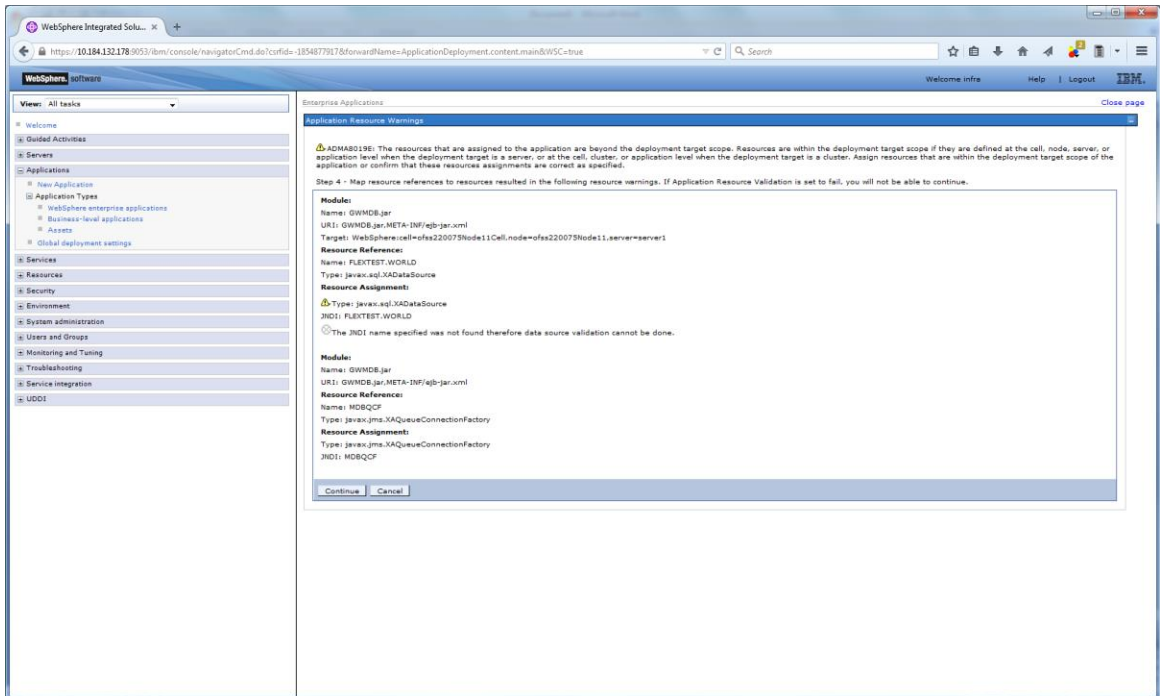 WebSphere Integrated Solu...
https://10.184.132.178:9053/ibm/console/navigatorCmd.do?csrfid=-1854877917&forwardName=ApplicationDeployment.content.main&WSC=true
Search
WebSphere. software
Welcome infra
Help | Logout
IBM.
View: All tasks
Welcome
Guided Activities
Servers
Applications
New Application
Application Types
WebSphere enterprise applications
Business-level applications
Assets
Global deployment settings
Services
Resources
Security
Environment
System administration
Users and Groups
Monitoring and Tuning
Troubleshooting
Service integration
UDDI
Enterprise Applications
Close page
Application Resource Warnings
ADMA8019E: The resources that are assigned to the application are beyond the deployment target scope. Resources are within the deployment target scope if they are defined at the cell, node, server, or
application level when the deployment target is a server, or at the cell, cluster, or application level when the deployment target is a cluster. Assign resources that are within the deployment target scope of the
application or confirm that these resources assignments are correct as specified.
Step 4 - Map resource references to resources resulted in the following resource warnings. If Application Resource Validation is set to fail, you will not be able to continue.
Module:
Name: GWMDB.jar
URI: GWMDB.jar,META-INF/ejb-jar.xml
Target: WebSphere:cell=ofss220075Node11Cell,node=ofss220075Node11,server=server1
Resource Reference:
Name: FLEXTEST.WORLD
Type: javax.sql.XADataSource
Resource Assignment:
Type: javax.sql.XADataSource
JNDI: FLEXTEST.WORLD
The JNDI name specified was not found therefore data source validation cannot be done.
Module:
Name: GWMDB.jar
URI: GWMDB.jar,META-INF/ejb-jar.xml
Resource Reference:
Name: MDBQCF
Type: javax.jms.XAQueueConnectionFactory
Resource Assignment:
Type: javax.jms.XAQueueConnectionFactory
JNDI: MDBQCF
Continue
Cancel